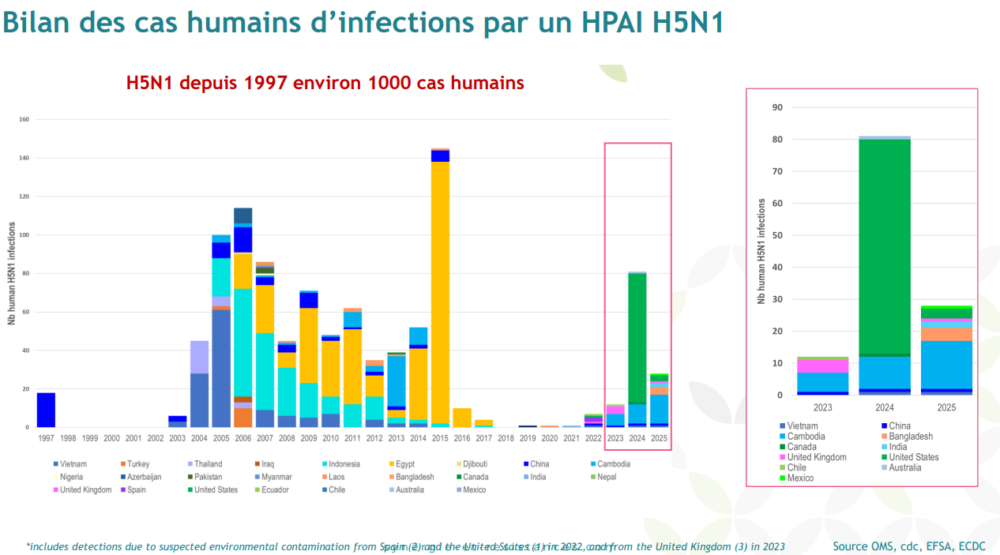 Bilan des cas humains d’infections par un HPAI H5N1
H5N1 depuis 1997 environ 1000 cas humains
Nb human H5N1 infections
160
140
120
100
80
60
40
20
0
1997 1998 1999 2000 2001 2002 2003 2004 2005 2006 2007 2008 2009 2010 2011 2012 2013 2014 2015 2016 2017 2018 2019 2020 2021 2022 2023 2024 2025
Vietnam Turkey Thailand Iraq Indonesia Egypt Djibouti China Cambodia
Nigeria Azerbaijan Pakistan Myanmar Laos Bangladesh Canada India Nepal
United Kingdom Spain United States Ecuador Chile Australia Mexico
Nb human H5N1 infections
90
80
70
60
50
40
30
20
10
0
2023 2024 2025
Vietnam China
Cambodia Bangladesh
Canada India
United Kingdom United States
Chile Australia
Mexico
*includes detections due to suspected environmental contamination from Spain (2) and the United States (1) in 2022, and from the United Kingdom (3) in 2023
Source OMS, cdc, EFSA, ECDC